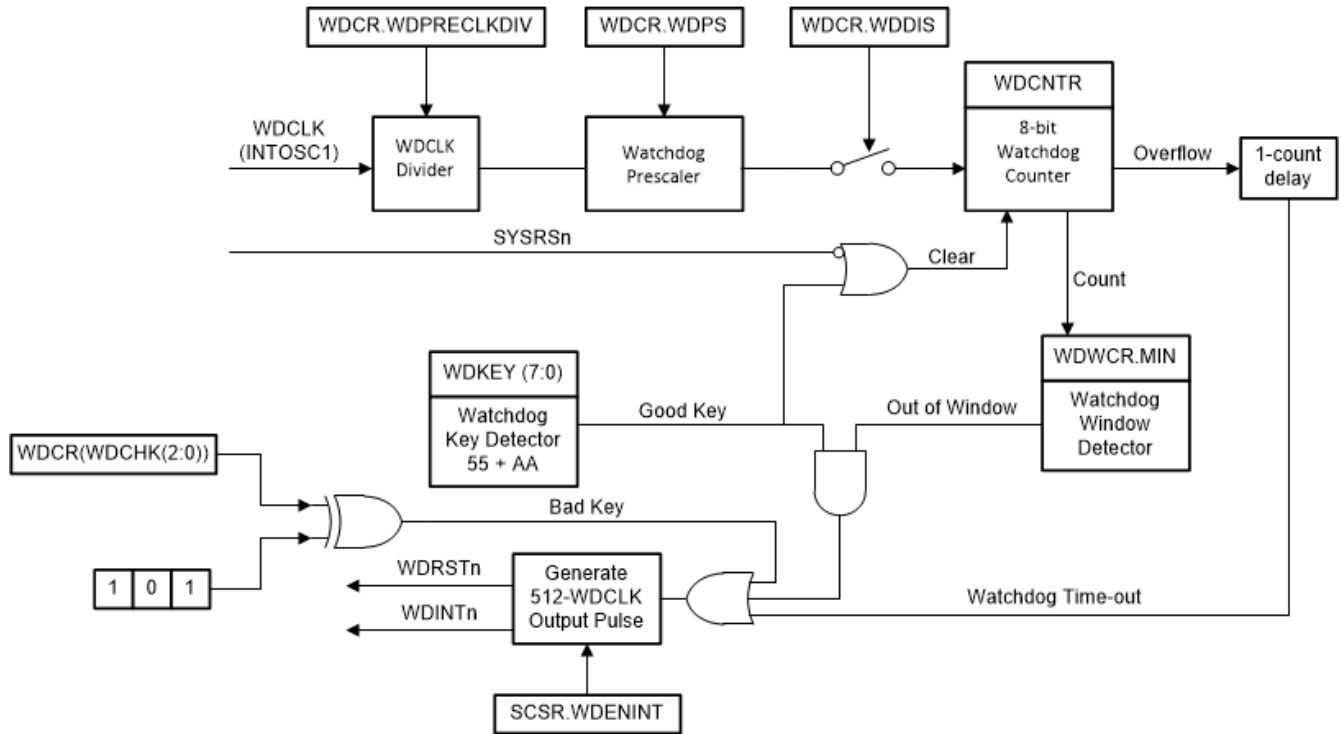 WDCR.WDPRECLKDIV
WDCR.WDPS
WDCR.WDDIS
WDCNTR
WDCLK
(INTOSC1)
WDCLK
Divider
Watchdog
Prescaler
8-bit
Watchdog
Counter
Overflow
1-count
delay
SYSRSn
Clear
Count
WDKEY (7:0)
Watchdog
Key Detector
55 + AA
Good Key
Out of Window
WDWCR.MIN
Watchdog
Window
Detector
WDCR(WDCHK(2:0))
Bad Key
1 0 1
WDRSTn
WDINTn
Generate
512-WDCLK
Output Pulse
Watchdog Time-out
SCSR.WDENINT